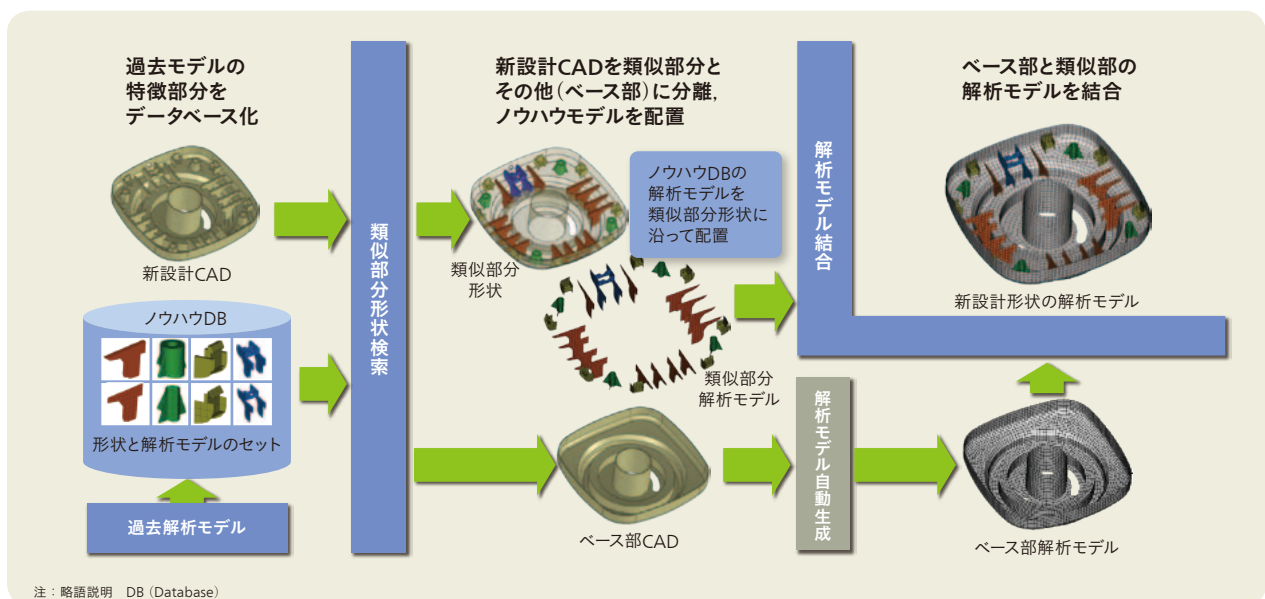 過去モデルの
特徴部分を
データベース化
新設計CAD
ノウハウDB
形状と解析モデルのセット
過去解析モデル
類似部分形状検索
新設計CADを類似部分と
その他（ベース部）に分離，
ノウハウモデルを配置
類似部分
形状
ノウハウDBの
解析モデルを
類似部分形状に
沿って配置
類似部分
解析モデル
ベース部CAD
解析モデル結合
解析モデル自動生成
ベース部と類似部の
解析モデルを結合
新設計形状の解析モデル
ベース部解析モデル
注：略語説明　DB（Database）